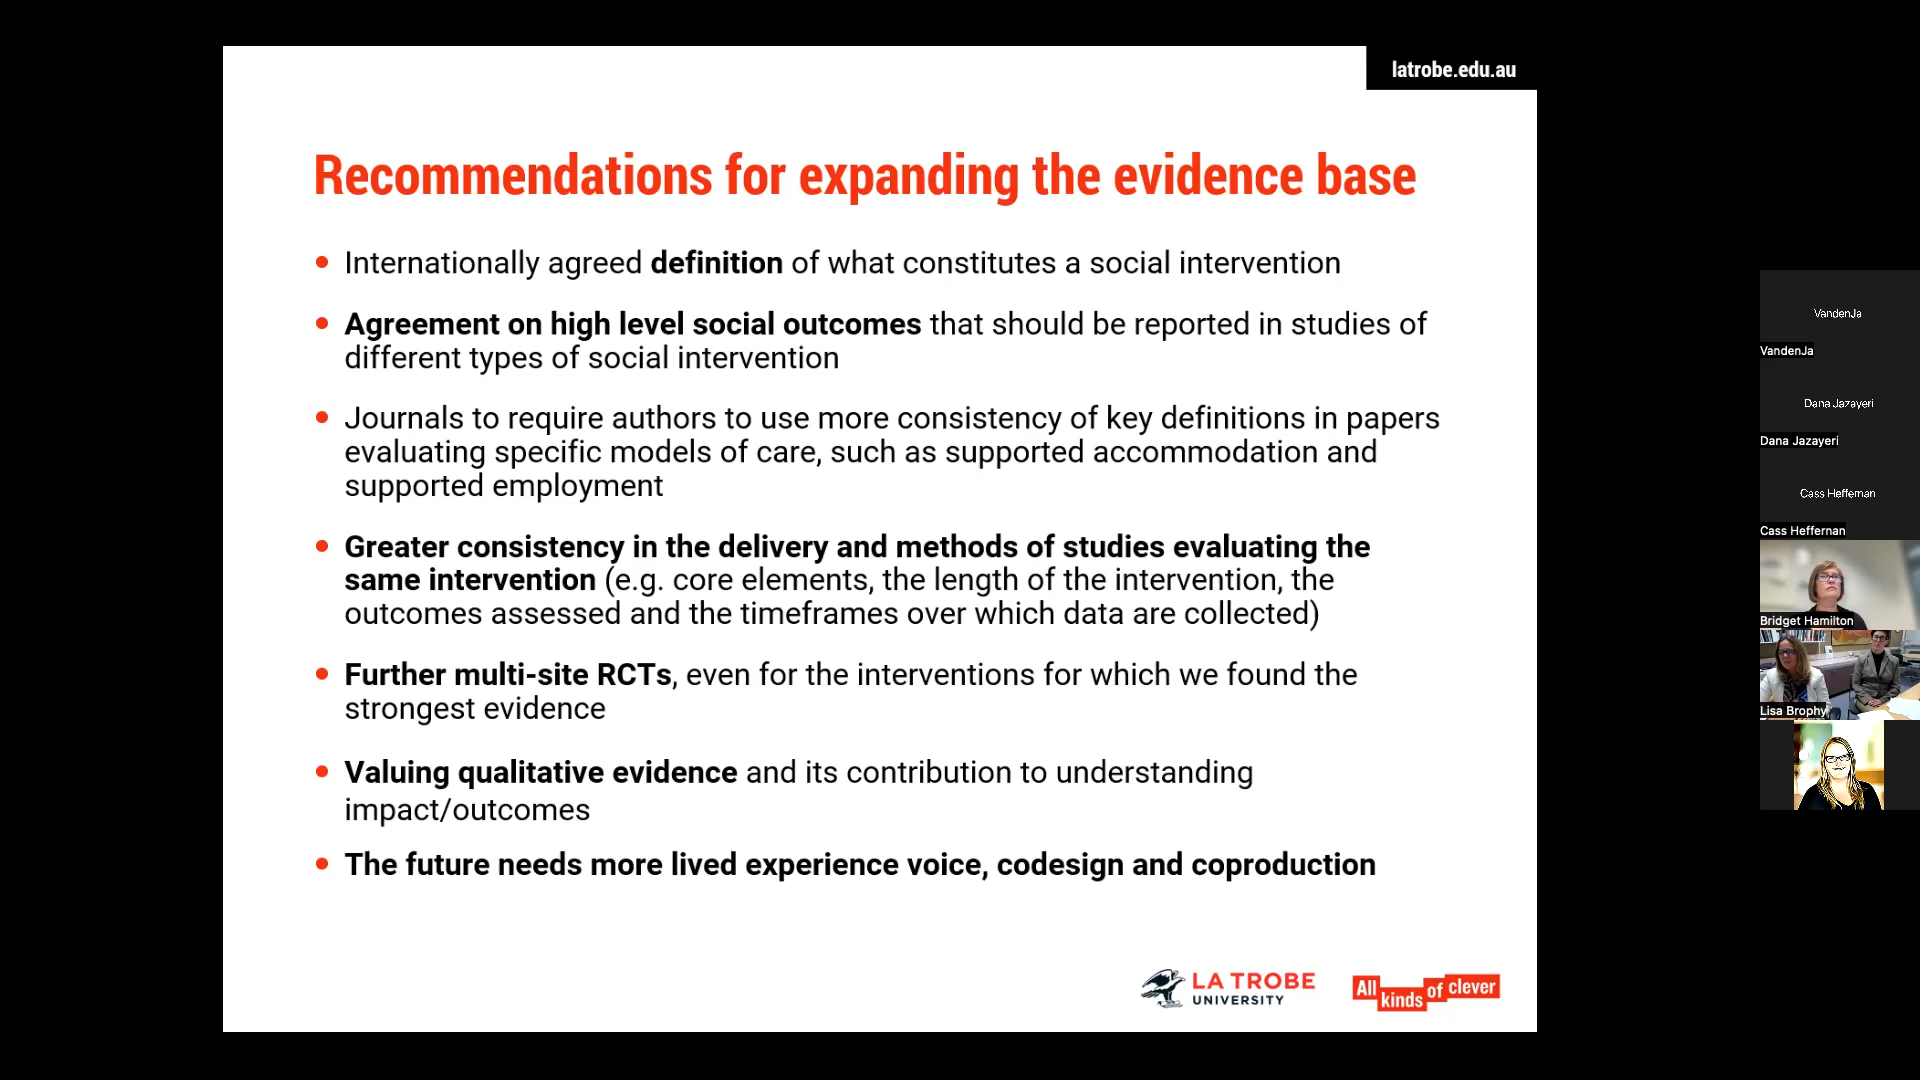 latrobe.edu.au
Recommendations for expanding the evidence base
• Internationally agreed definition of what constitutes a social intervention
• Agreement on high level social outcomes that should be reported in studies of
different types of social intervention
• Journals to require authors to use more consistency of key definitions in papers
evaluating specific models of care, such as supported accommodation and
supported employment
• Greater consistency in the delivery and methods of studies evaluating the
same intervention (e.g. core elements, the length of the intervention, the
outcomes assessed and the timeframes over which data are collected)
• Further multi-site RCTs, even for the interventions for which we found the
strongest evidence
• Valuing qualitative evidence and its contribution to understanding
impact/outcomes
• The future needs more lived experience voice, codesign and coproduction
LA TROBE
UNIVERSITY
All kinds of clever
VandenJa
VandenJa
Dana Jazayeri
Dana Jazayeri
Cass Heffernan
Cass Heffernan
Bridget Hamilton
Lisa Brophy